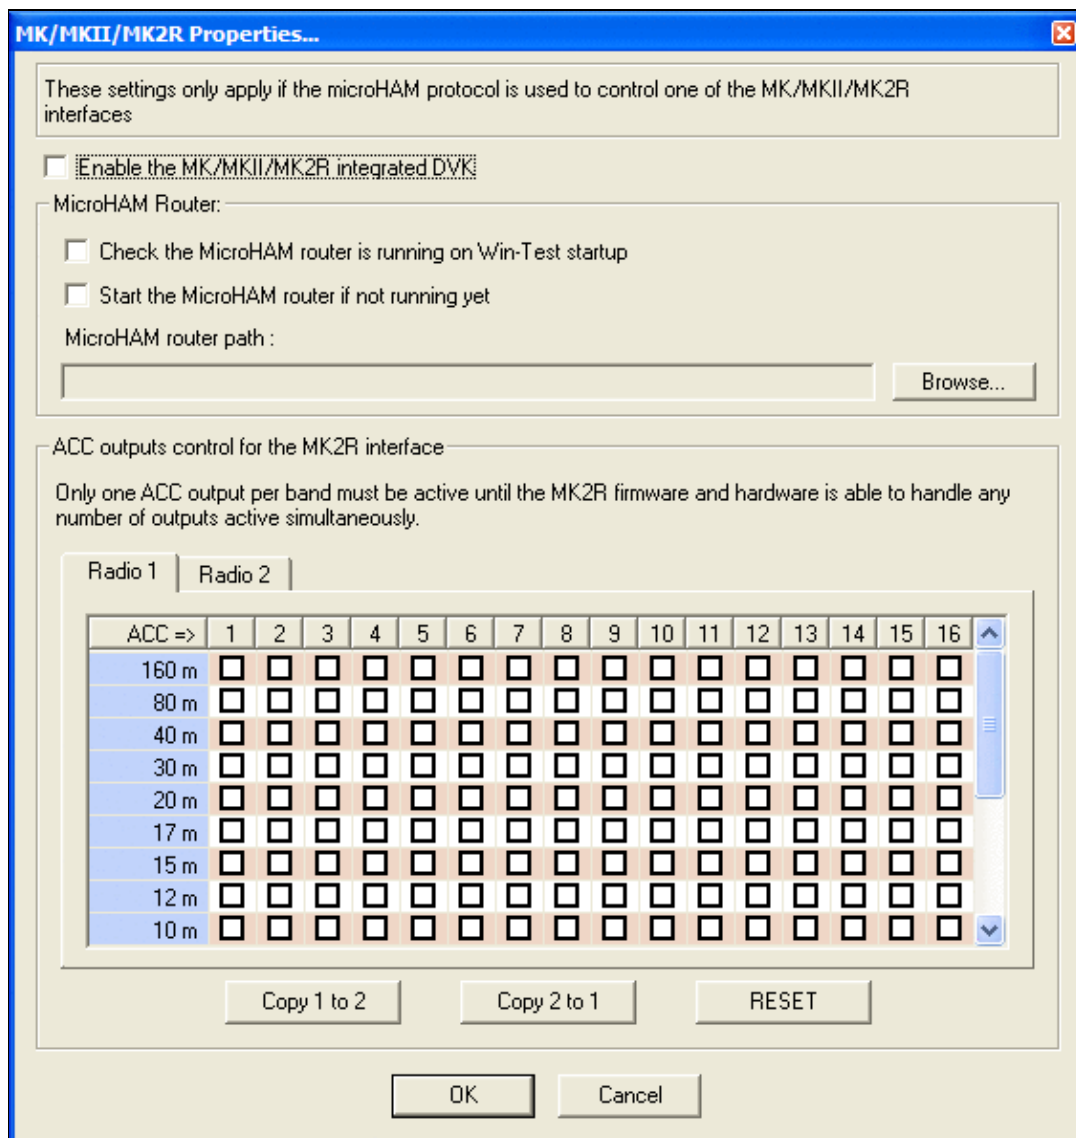 MK/MKII/MK2R Properties...
These settings only apply if the microHAM protocol is used to control one of the MK/MKII/MK2R
interfaces
Enable the MK/MKII/MK2R integrated DVK
MicroHAM Router:
Check the MicroHAM router is running on Win-Test startup
Start the MicroHAM router if not running yet
MicroHAM router path :
Browse...
ACC outputs control for the MK2R interface
Only one ACC output per band must be active until the MK2R firmware and hardware is able to handle any
number of outputs active simultaneously.
Radio 1 Radio 2
ACC => 1 2 3 4 5 6 7 8 9 10 11 12 13 14 15 16
160 m
80 m
40 m
30 m
20 m
17 m
15 m
12 m
10 m
Copy 1 to 2 Copy 2 to 1 RESET
OK Cancel